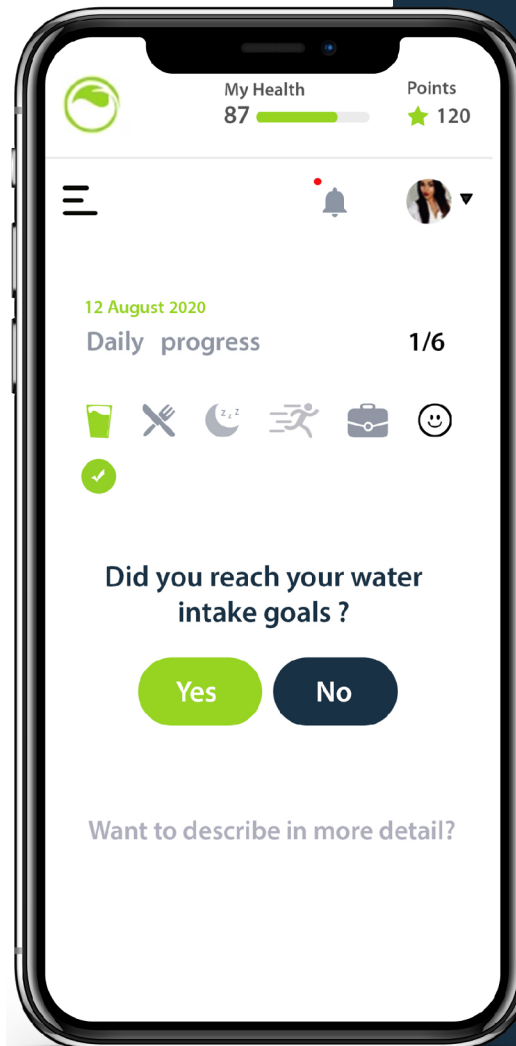 My Health
87
Points
120
12 August 2020
Daily progress
1/6
z z z
Did you reach your water
intake goals ?
Yes
No
Want to describe in more detail?